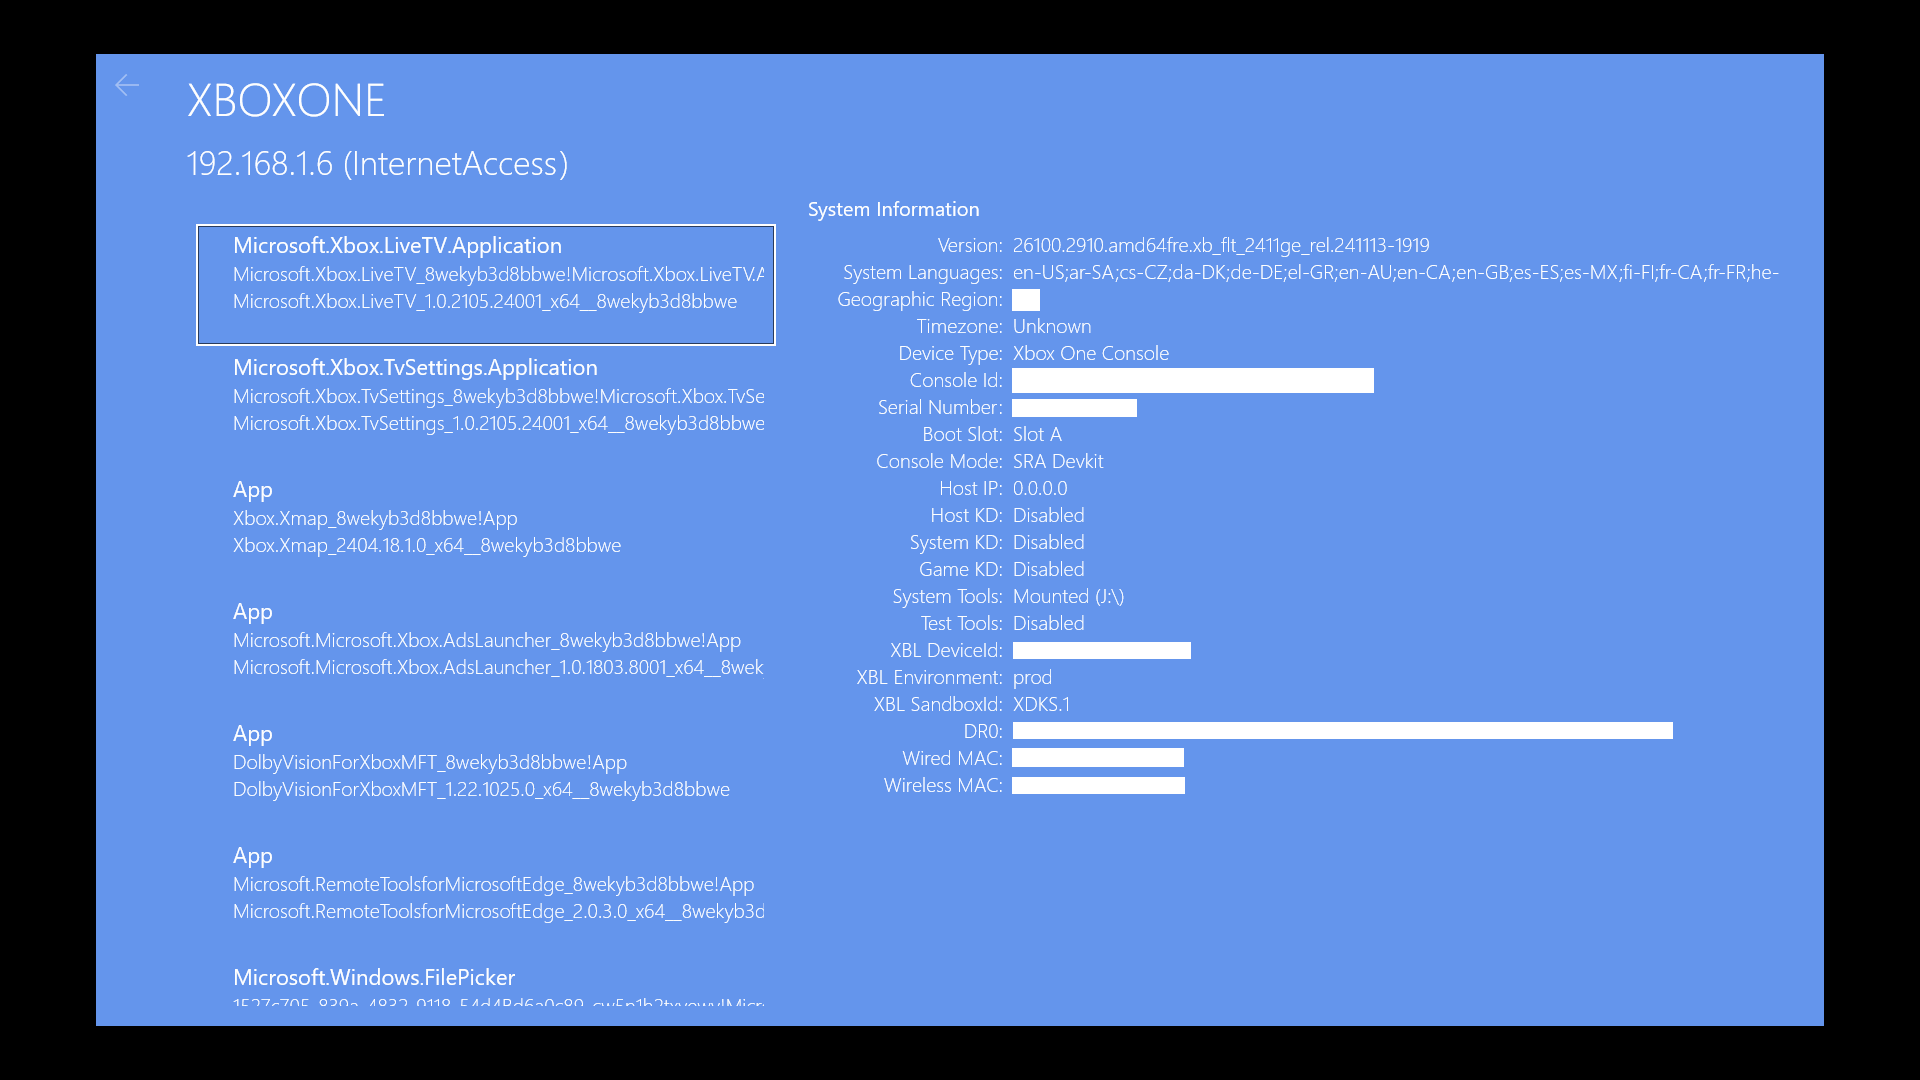 XBOXONE
192.168.1.6 (InternetAccess)
Microsoft.Xbox.LiveTV.Application
Microsoft.Xbox.LiveTV_8wekyb3d8bbwe!Microsoft.Xbox.LiveTV.A
Microsoft.Xbox.LiveTV_1.0.2105.24001_x64__8wekyb3d8bbwe
Microsoft.Xbox.TvSettings.Application
Microsoft.Xbox.TvSettings_8wekyb3d8bbwe!Microsoft.Xbox.TvSe
Microsoft.Xbox.TvSettings_1.0.2105.24001_x64__8wekyb3d8bbwe
App
Xbox.Xmap_8wekyb3d8bbwe!App
Xbox.Xmap_2404.18.1.0_x64__8wekyb3d8bbwe
App
Microsoft.Microsoft.Xbox.AdsLauncher_8wekyb3d8bbwe!App
Microsoft.Microsoft.Xbox.AdsLauncher_1.0.1803.8001_x64__8wek
App
DolbyVisionForXboxMFT_8wekyb3d8bbwe!App
DolbyVisionForXboxMFT_1.22.1025.0_x64__8wekyb3d8bbwe
App
Microsoft.RemoteToolsforMicrosoftEdge_8wekyb3d8bbwe!App
Microsoft.RemoteToolsforMicrosoftEdge_2.0.3.0_x64__8wekyb3d
Microsoft.Windows.FilePicker
System Information
Version: 26100.2910.amd64fre.xb_flt_2411ge_rel.241113-1919
System Languages: en-US;ar-SA;cs-CZ;da-DK;de-DE;el-GR;en-AU;en-CA;en-GB;es-ES;es-MX;fi-FI;fr-CA;fr-FR;he-
Geographic Region:
Timezone: Unknown
Device Type: Xbox One Console
Console Id:
Serial Number:
Boot Slot: Slot A
Console Mode: SRA Devkit
Host IP: 0.0.0.0
Host KD: Disabled
System KD: Disabled
Game KD: Disabled
System Tools: Mounted (J:\)
Test Tools: Disabled
XBL DeviceId:
XBL Environment: prod
XBL SandboxId: XDKS.1
DR0:
Wired MAC:
Wireless MAC: